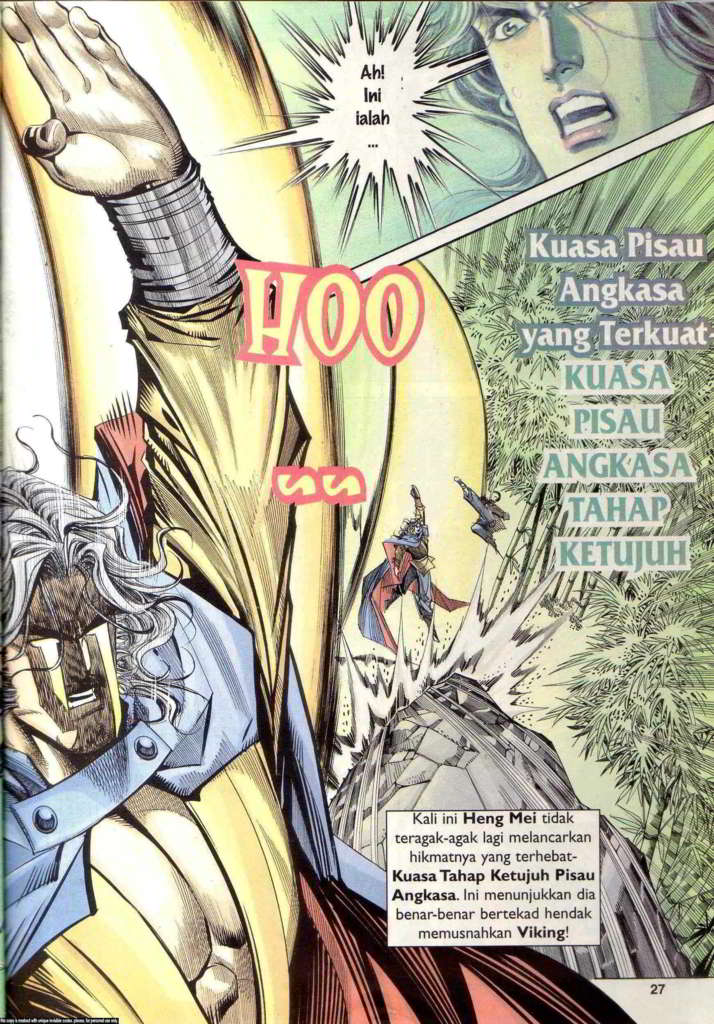 Ah!
Ini
ialah
...
HOO
Kuasa Pisau
Angkasa
yang Terkuat-
KUASA
PISAU
ANGKASA
TAHAP
KETUJUH
Kali ini Heng Mei tidak
teragak-agak lagi melancarkan
hikmatnya yang terhebat-
Kuasa Tahap Ketujuh Pisau
Angkasa. Ini menunjukkan dia
benar-benar bertekad hendak
memusnahkan Viking!
27